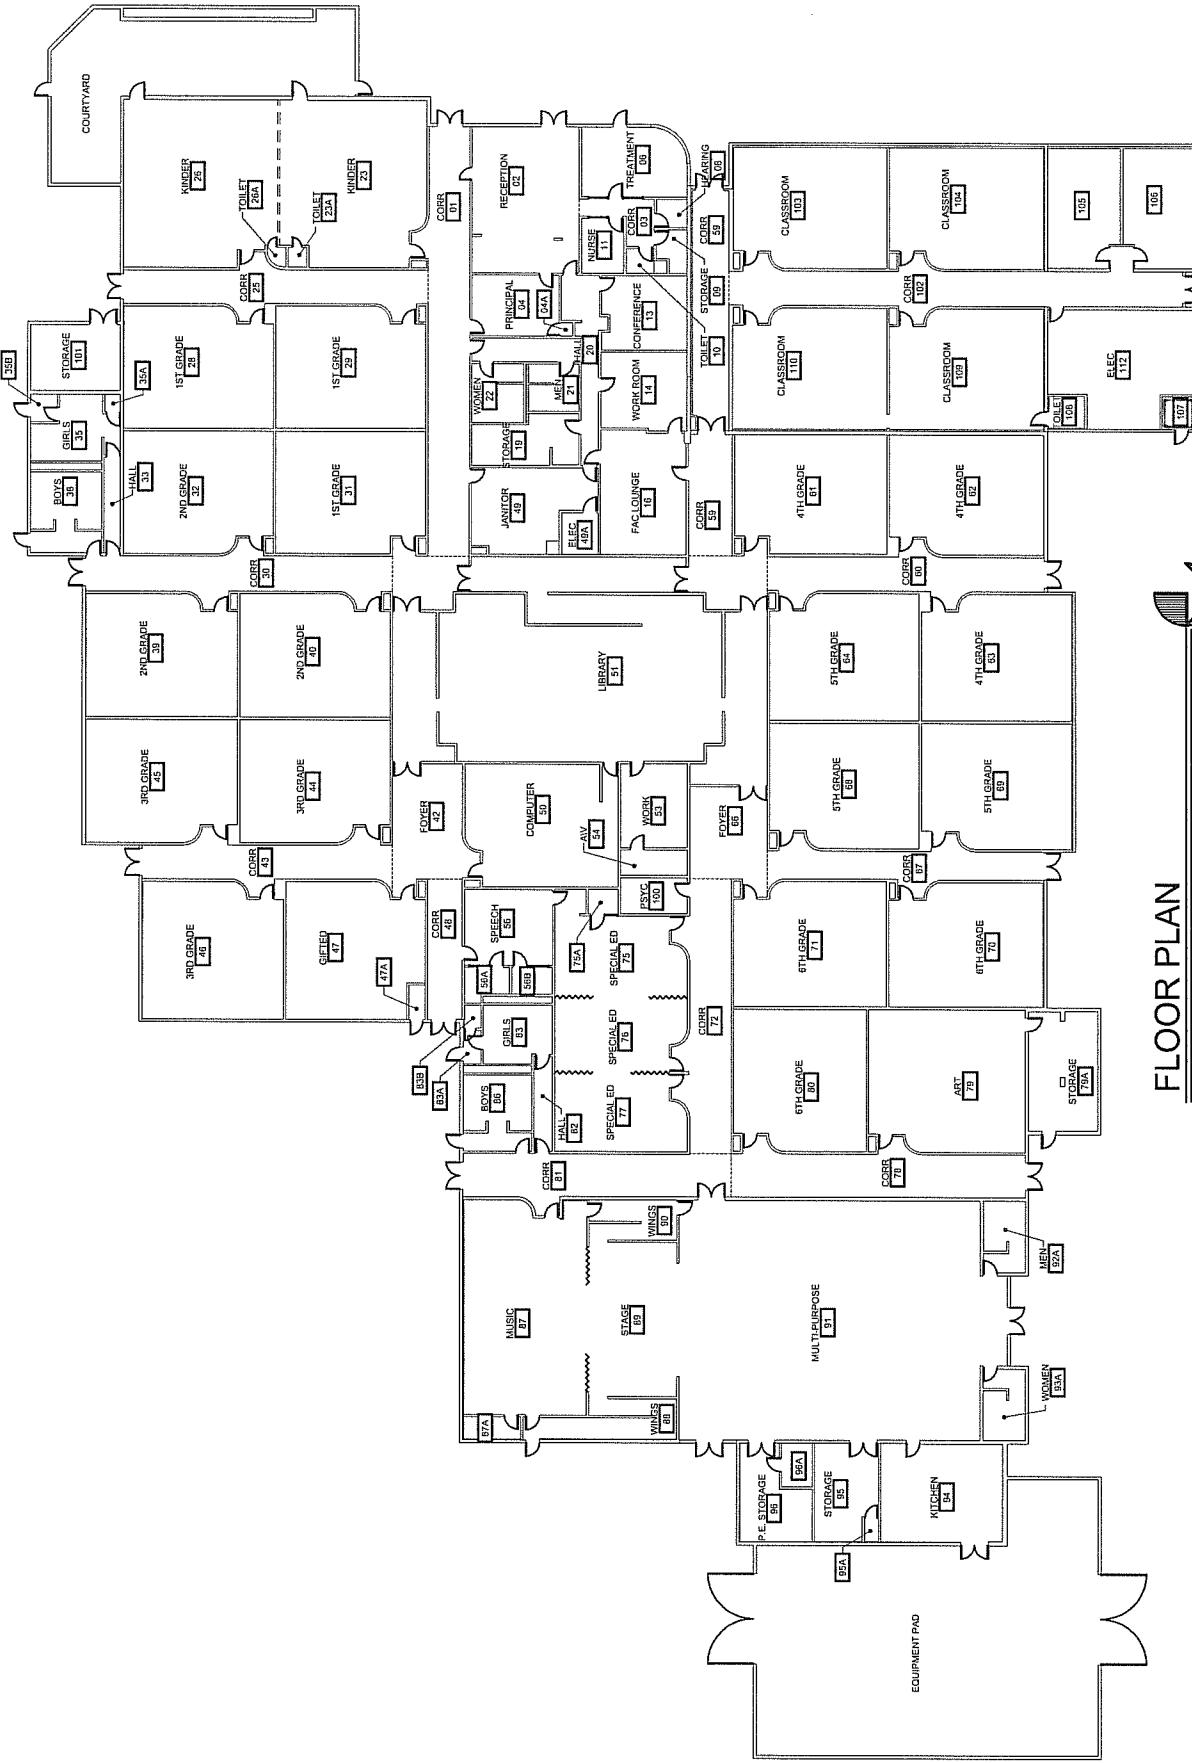 35B
35A
STORAGE
101
GIRLS
35
BOYS
36
HALL
33
COURTYARD
KINDER
26
TOILET
26A
TOILET
23A
KINDER
23
CORR
25
1ST GRADE
28
1ST GRADE
29
2ND GRADE
32
1ST GRADE
31
CORR
30
2ND GRADE
39
2ND GRADE
40
3RD GRADE
45
3RD GRADE
44
CORR
43
3RD GRADE
46
GIFTED
47
47A
FOYER
42
CORR
48
CORR
01
RECEPTION
02
PRINCIPAL
04
04A
HALL
20
WOMEN
22
MEN
21
STORAGE
19
JANITOR
49
ELEC
49A
NURSE
11
CORR
03
TREATMENT
06
HEARING
08
STORAGE
09
TOILET
10
CONFERENCE
13
WORK ROOM
14
FAC LOUNGE
16
CORR
59
CORR
59
LIBRARY
51
COMPUTER
50
WORK
53
A\V
54
PSYC
100
FOYER
66
SPEECH
56
56A
56B
75A
SPECIAL ED
75
SPECIAL ED
76
SPECIAL ED
77
83B
83A
GIRLS
83
BOYS
86
HALL
82
CORR
81
CORR
72
CLASSROOM
103
CLASSROOM
104
105
106
CORR
102
CLASSROOM
110
CLASSROOM
109
TOILET
108
ELEC
112
107
4TH GRADE
61
4TH GRADE
62
CORR
60
5TH GRADE
64
4TH GRADE
63
5TH GRADE
68
5TH GRADE
69
CORR
67
6TH GRADE
71
6TH GRADE
70
6TH GRADE
80
ART
79
STORAGE
79A
CORR
78
MUSIC
87
87A
STAGE
89
WINGS
90
WINGS
88
MULTI-PURPOSE
91
MEN
92A
WOMEN
93A
P.E. STORAGE
96
96A
STORAGE
95
95A
KITCHEN
94
EQUIPMENT PAD
FLOOR PLAN